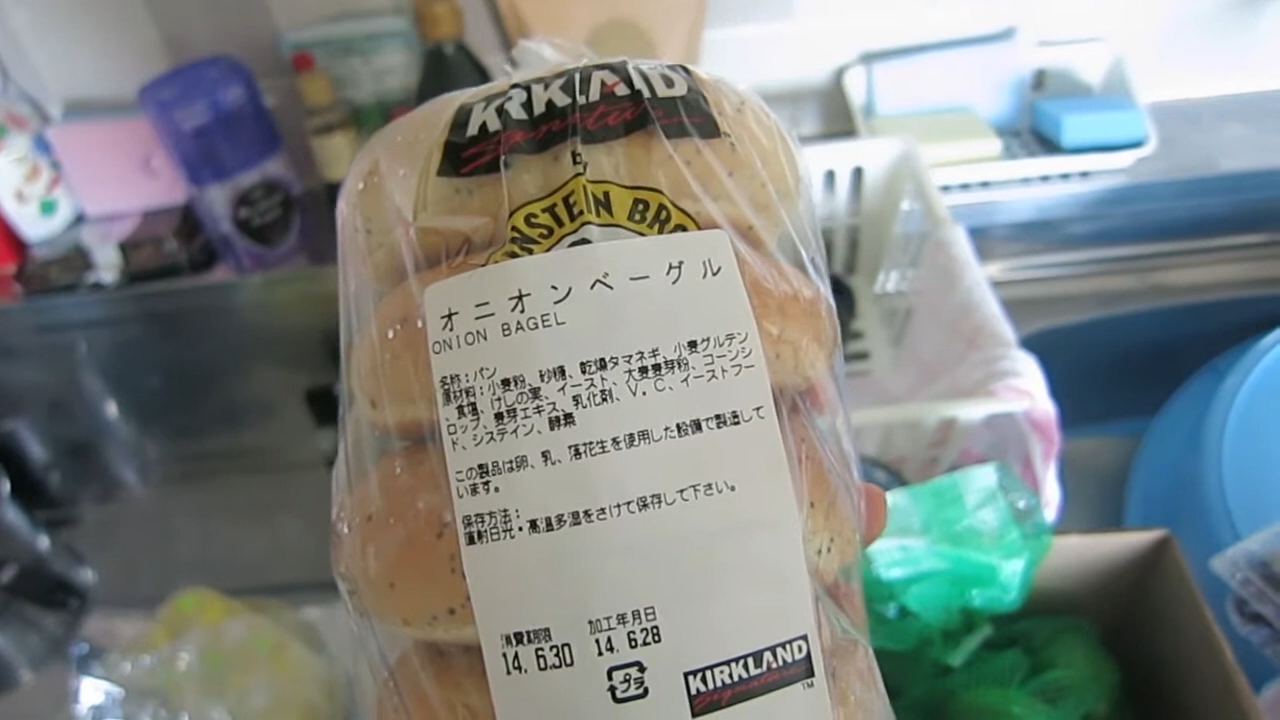 KIRKLAND
Signature
by
EINSTEIN BRO
オニオンベーグル
ONION BAGEL
名称:パン
原材料:小麦粉、砂糖、乾燥タマネギ、小麦グルテン
、食塩、けしの実、イースト、大麦麦芽粉、コーンシ
ロップ、麦芽エキス、乳化剤、V.C、イーストフー
ド、システイン、酵素
この製品は卵、乳、落花生を使用した設備で製造して
います。
保存方法:
直射日光・高温多湿をさけて保存して下さい。
消費期限 加工年月日
14. 6.30 14. 6.28
プラ
KIRKLAND
Signature
TM